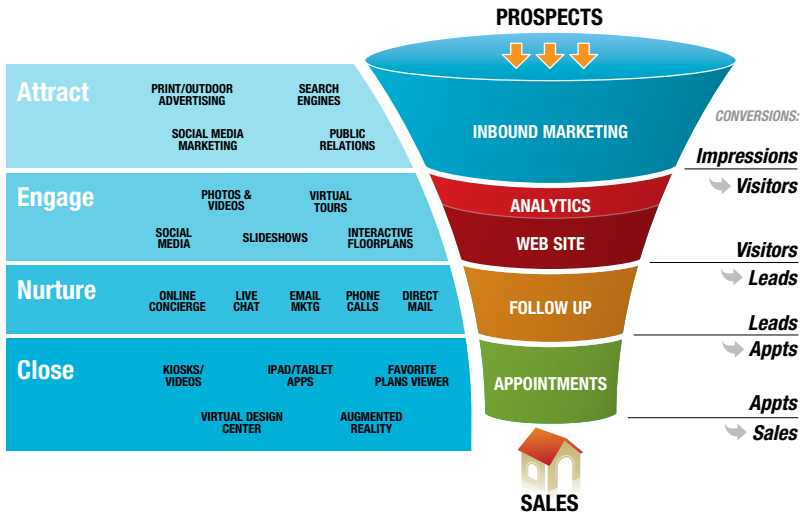 PROSPECTS
Attract
PRINT/OUTDOOR
ADVERTISING
SEARCH
ENGINES
SOCIAL MEDIA
MARKETING
PUBLIC
RELATIONS
INBOUND MARKETING
CONVERSIONS:
Impressions
Visitors
Engage
PHOTOS &
VIDEOS
VIRTUAL
TOURS
SOCIAL
MEDIA
SLIDESHOWS
INTERACTIVE
FLOORPLANS
ANALYTICS
WEB SITE
Visitors
Leads
Nurture
ONLINE
CONCIERGE
LIVE
CHAT
EMAIL
MKTG
PHONE
CALLS
DIRECT
MAIL
FOLLOW UP
Leads
Appts
Close
KIOSKS/
VIDEOS
IPAD/TABLET
APPS
FAVORITE
PLANS VIEWER
VIRTUAL DESIGN
CENTER
AUGMENTED
REALITY
APPOINTMENTS
Appts
Sales
SALES